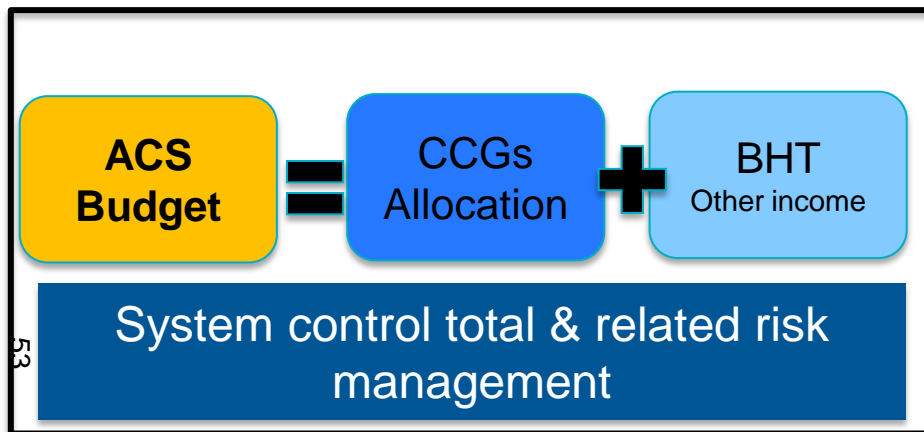 ACS
Budget
=
CCGs
Allocation
+
BHT
Other income
System control total & related risk
management
53